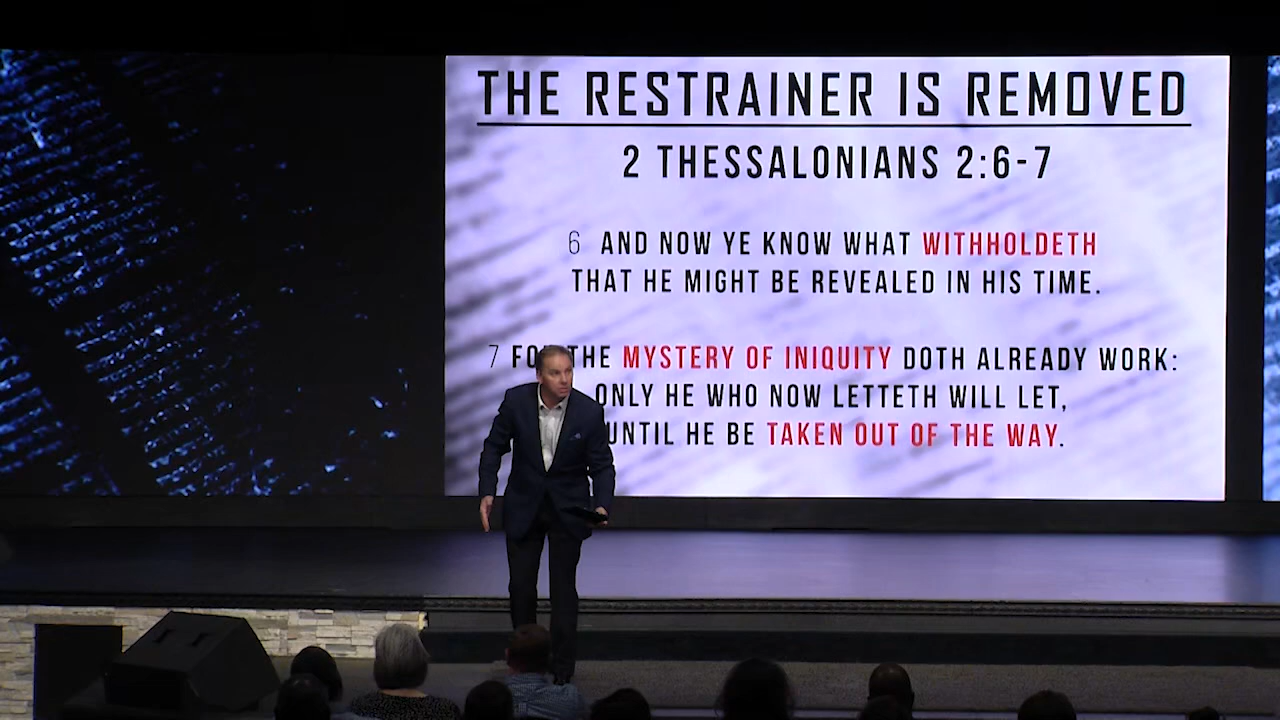 THE RESTRAINER IS REMOVED
2 THESSALONIANS 2:6-7
6 AND NOW YE KNOW WHAT WITHHOLDETH
THAT HE MIGHT BE REVEALED IN HIS TIME.
7 FOR THE MYSTERY OF INIQUITY DOTH ALREADY WORK:
ONLY HE WHO NOW LETTETH WILL LET,
UNTIL HE BE TAKEN OUT OF THE WAY.